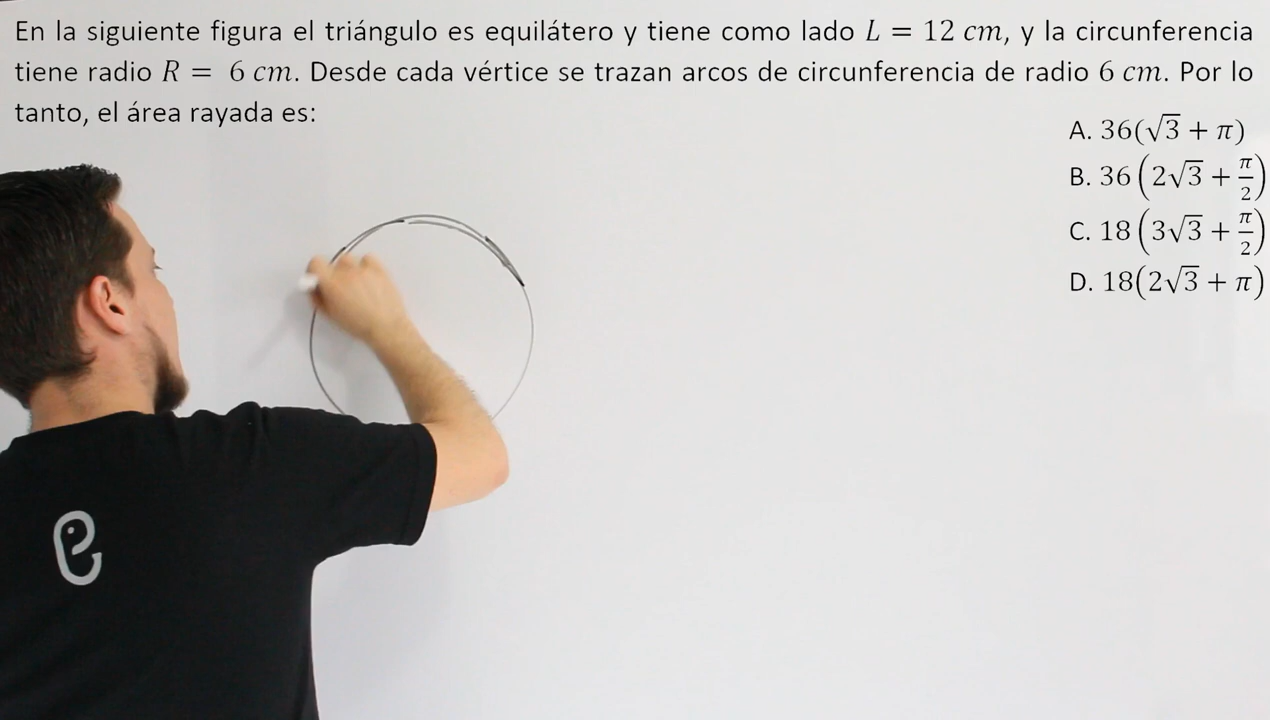 En la siguiente figura el triángulo es equilátero y tiene como lado L = 12 cm, y la circunferencia
tiene radio R = 6 cm. Desde cada vértice se trazan arcos de circunferencia de radio 6 cm. Por lo
tanto, el área rayada es:
A. 36(√3 + π)
B. 36(2√3 + π/2)
C. 18(3√3 + π/2)
D. 18(2√3 + π)
e